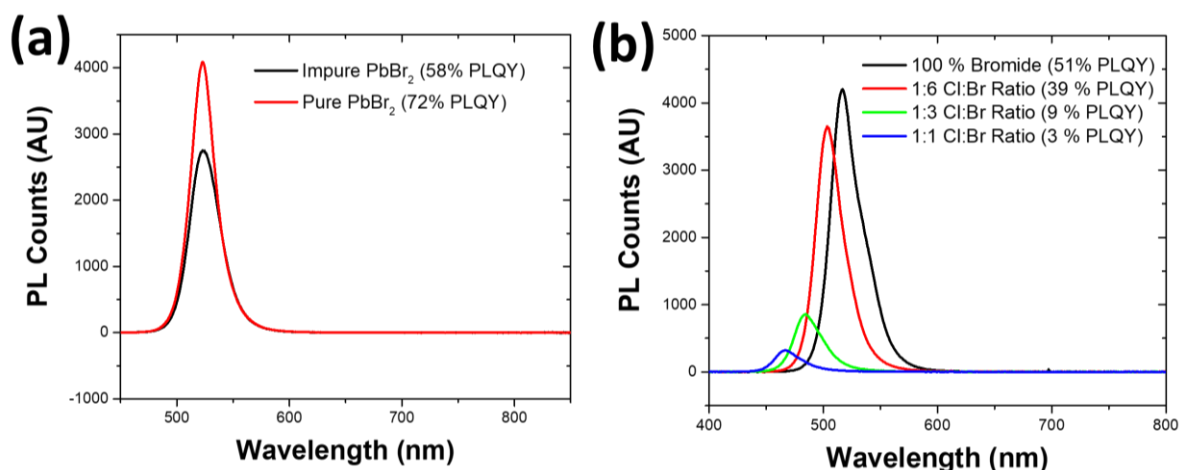 (a)
PL Counts (AU)
4000
3000
2000
1000
0
-1000
Impure PbBr₂ (58% PLQY)
Pure PbBr₂ (72% PLQY)
500
600
700
800
Wavelength (nm)
(b)
PL Counts (AU)
5000
4000
3000
2000
1000
0
100 % Bromide (51% PLQY)
1:6 Cl:Br Ratio (39 % PLQY)
1:3 Cl:Br Ratio (9 % PLQY)
1:1 Cl:Br Ratio (3 % PLQY)
400
500
600
700
800
Wavelength (nm)